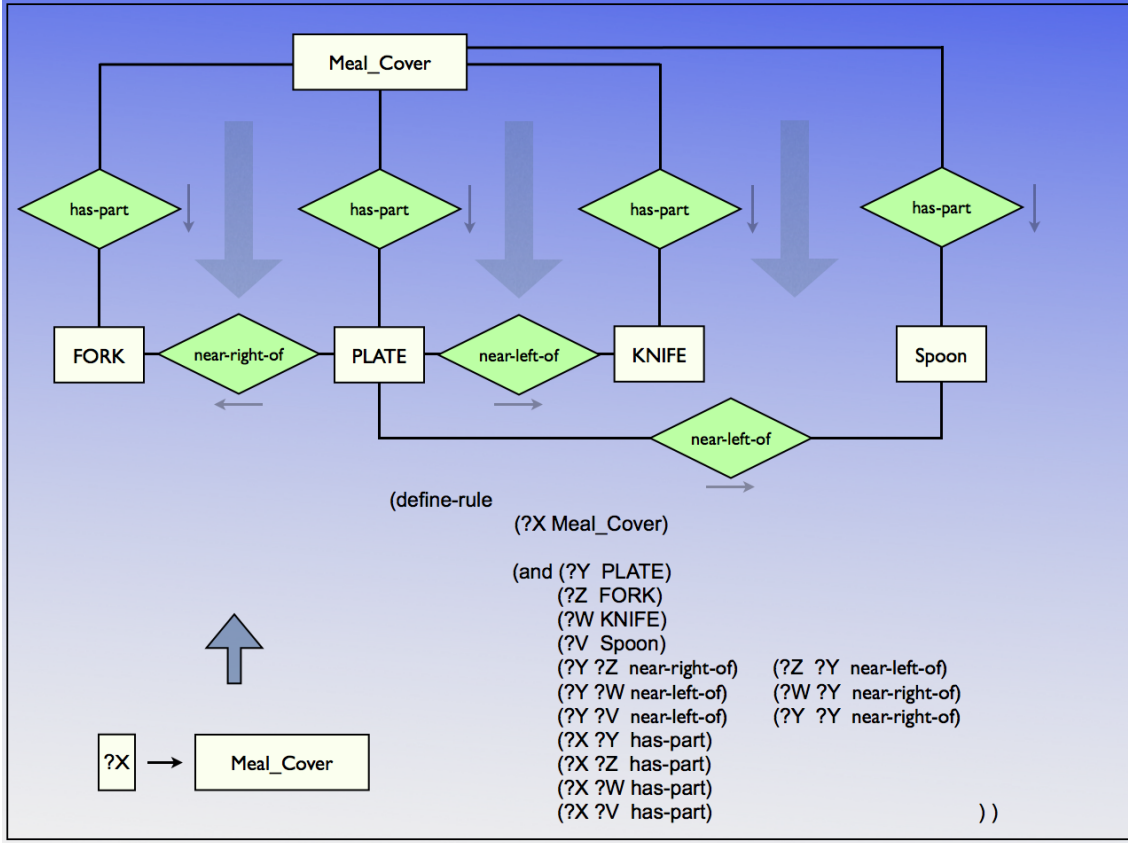 Meal_Cover
has-part
has-part
has-part
has-part
FORK
near-right-of
PLATE
near-left-of
KNIFE
Spoon
near-left-of
(define-rule
(?X Meal_Cover)
(and (?Y PLATE)
(?Z FORK)
(?W KNIFE)
(?V Spoon)
(?Y ?Z near-right-of) (?Z ?Y near-left-of)
(?Y ?W near-left-of) (?W ?Y near-right-of)
(?Y ?V near-left-of) (?Y ?Y near-right-of)
(?X ?Y has-part)
(?X ?Z has-part)
(?X ?W has-part)
(?X ?V has-part) ) )
?X
Meal_Cover